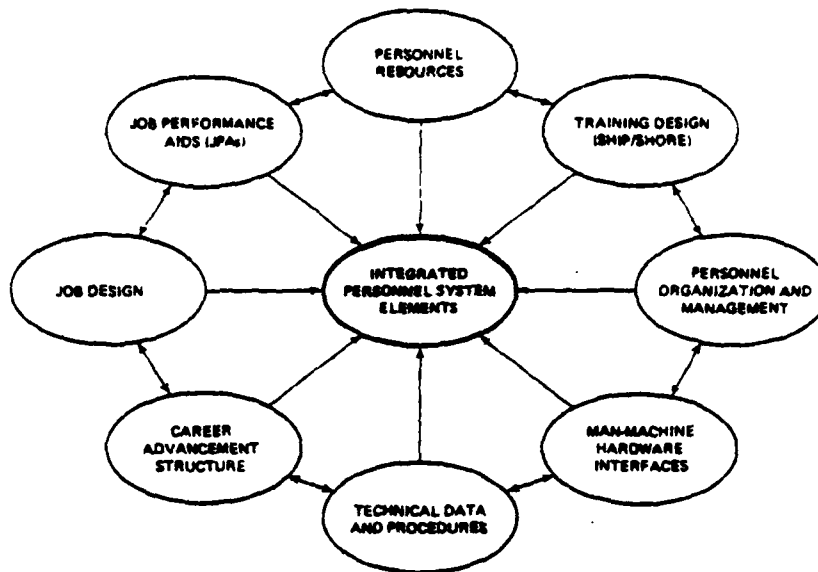 PERSONNEL
RESOURCES
JOB PERFORMANCE
AIDS (JPAs)
TRAINING DESIGN
(SHIP/SHORE)
JOB DESIGN
INTEGRATED
PERSONNEL SYSTEM
ELEMENTS
PERSONNEL
ORGANIZATION AND
MANAGEMENT
CAREER
ADVANCEMENT
STRUCTURE
MAN-MACHINE
HARDWARE
INTERFACES
TECHNICAL DATA
AND PROCEDURES